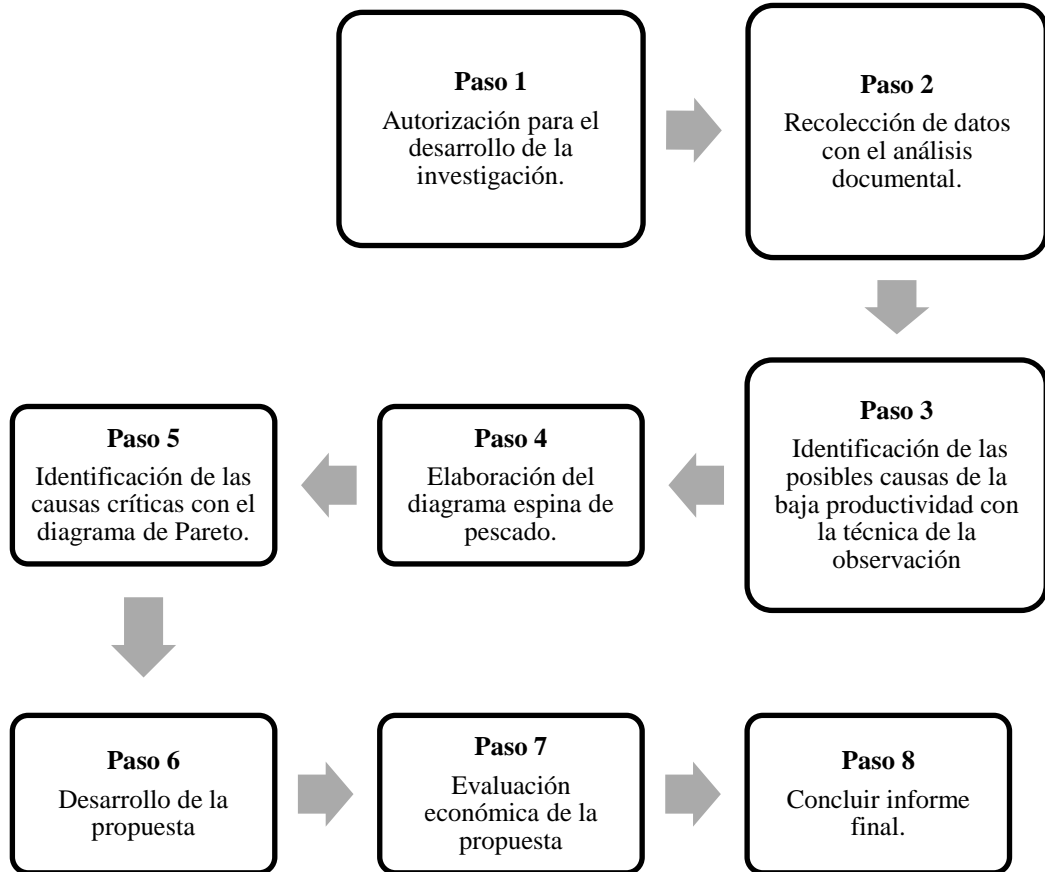 Paso 1
Autorización para el
desarrollo de la
investigación.
Paso 2
Recolección de datos
con el análisis
documental.
Paso 3
Identificación de las
posibles causas de la
baja productividad con
la técnica de la
observación
Paso 4
Elaboración del
diagrama espina de
pescado.
Paso 5
Identificación de las
causas críticas con el
diagrama de Pareto.
Paso 6
Desarrollo de la
propuesta
Paso 7
Evaluación
económica de la
propuesta
Paso 8
Concluir informe
final.